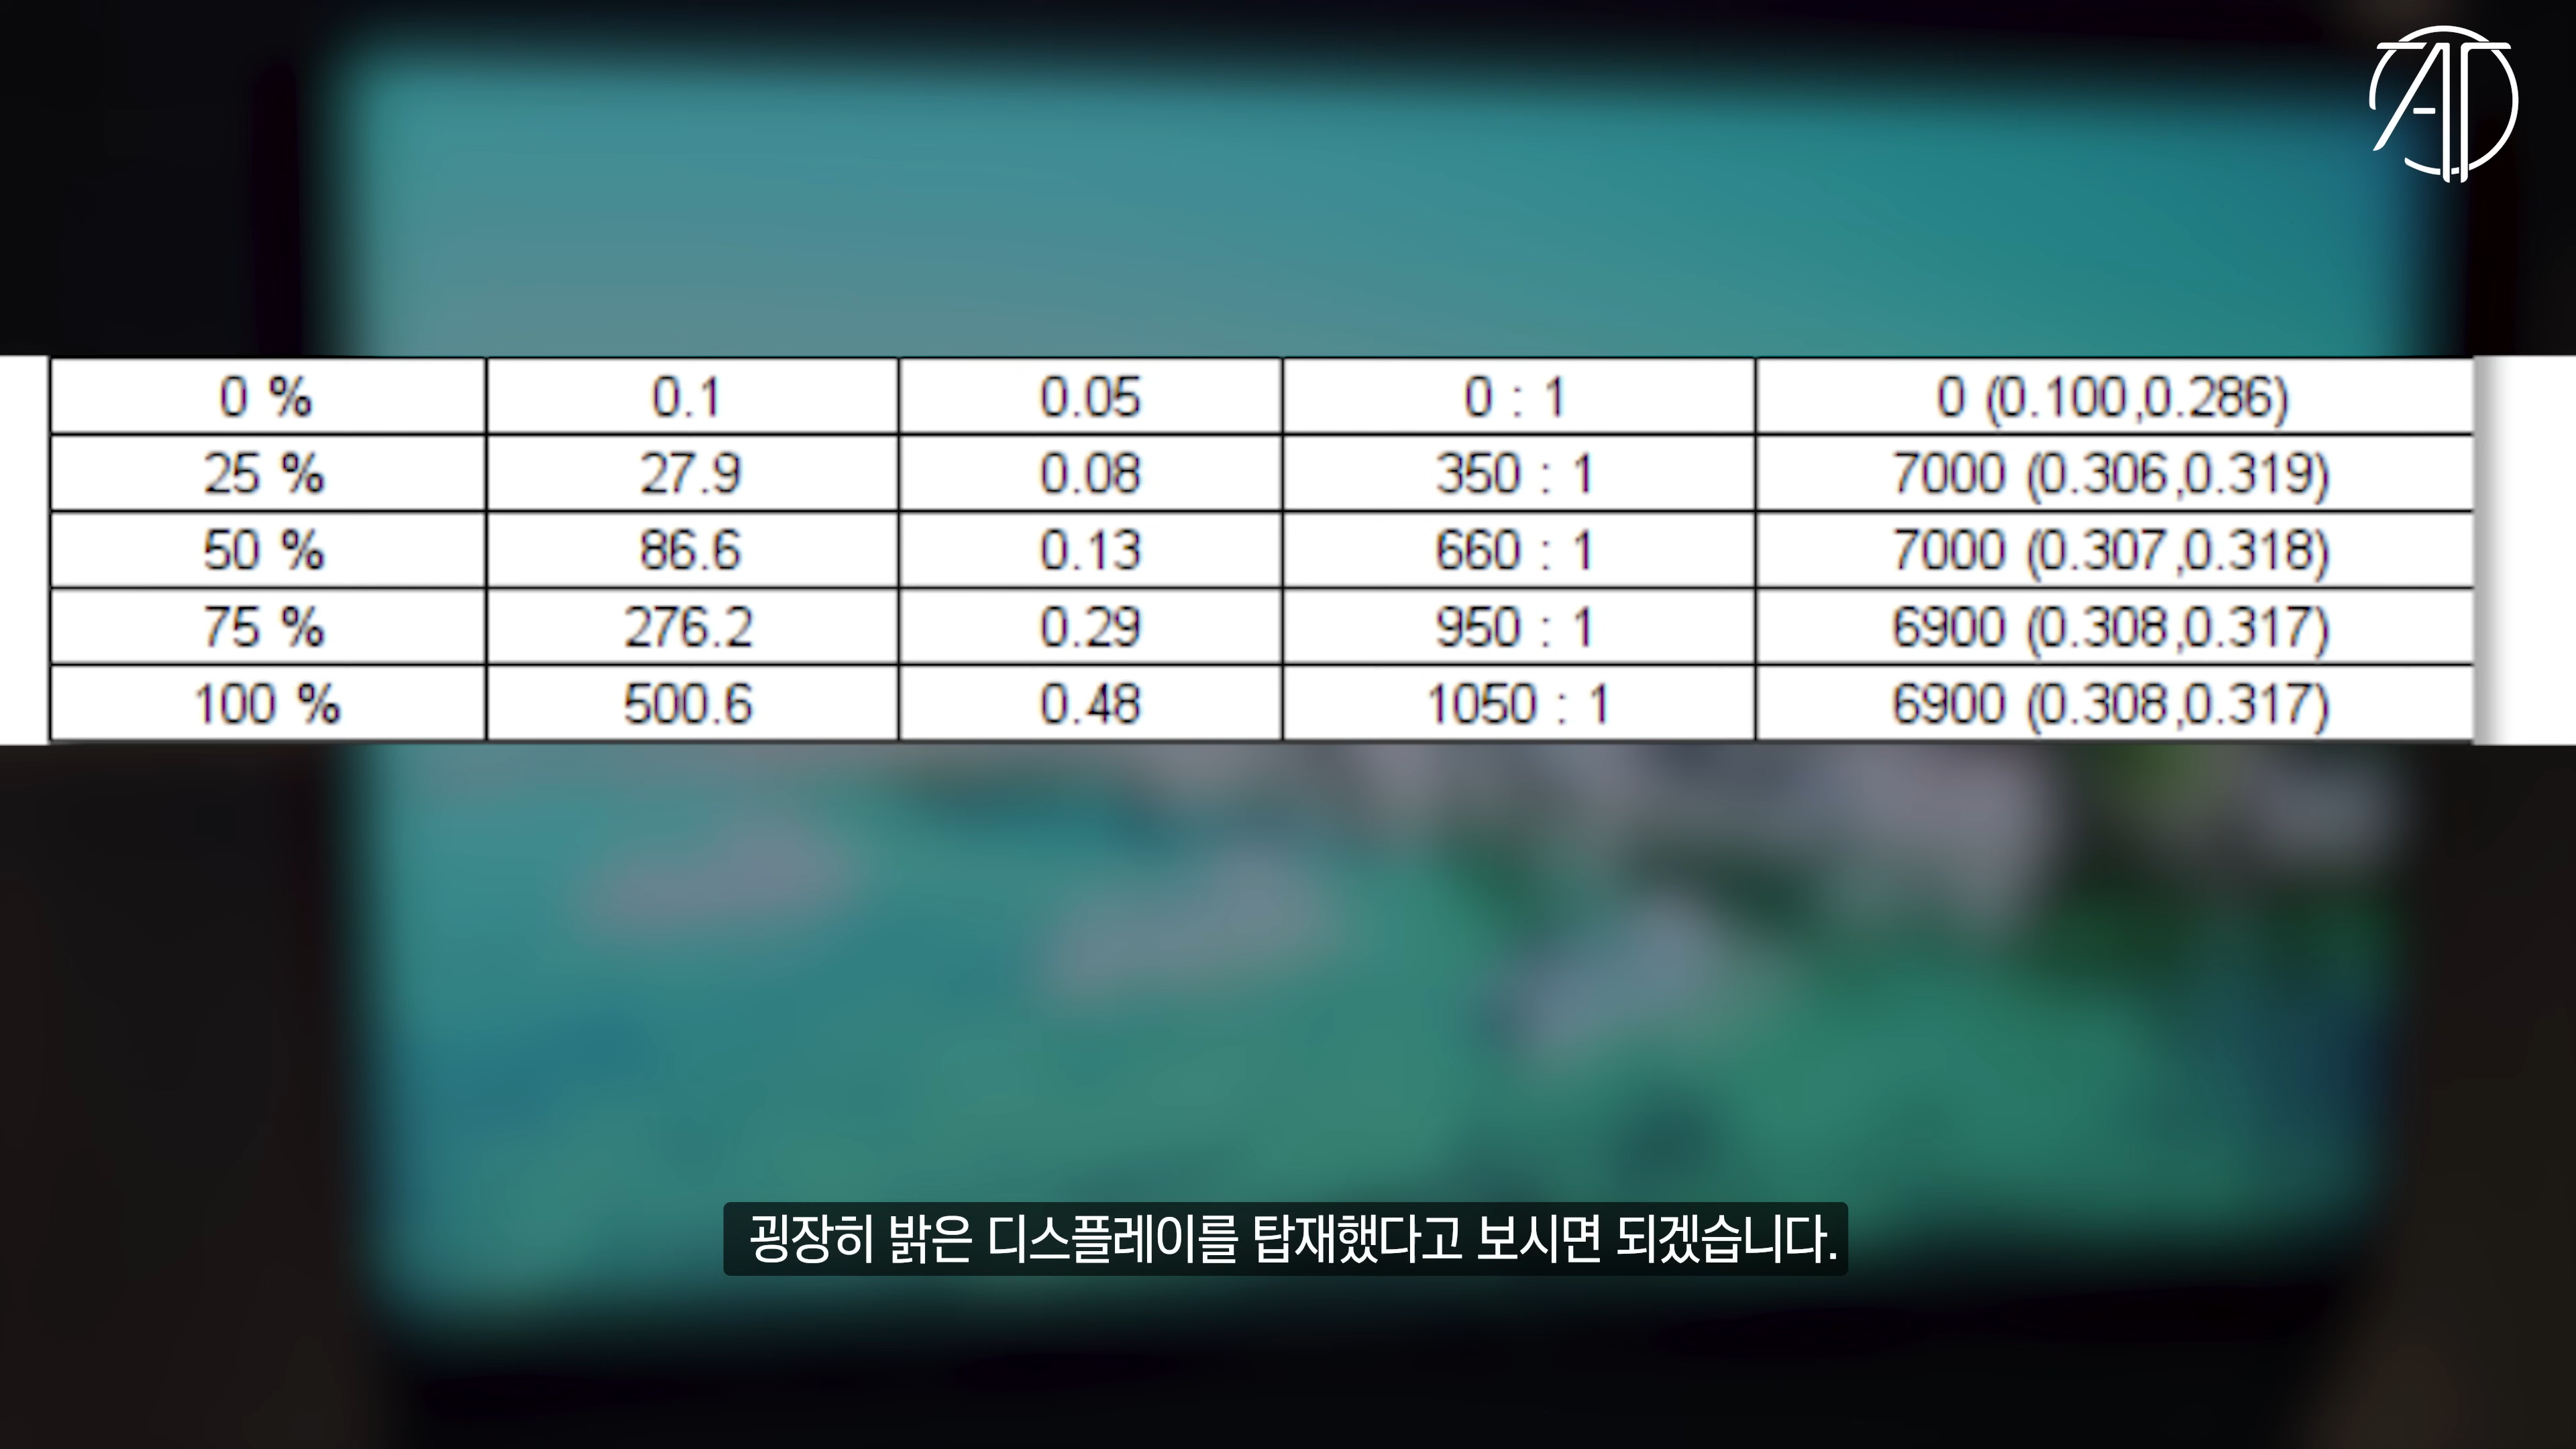 0 % 0.1 0.05 0 : 1 0 (0.100,0.286)
25 % 27.9 0.08 350 : 1 7000 (0.306,0.319)
50 % 86.6 0.13 660 : 1 7000 (0.307,0.318)
75 % 276.2 0.29 950 : 1 6900 (0.308,0.317)
100 % 500.6 0.48 1050 : 1 6900 (0.308,0.317)
굉장히 밝은 디스플레이를 탑재했다고 보시면 되겠습니다.